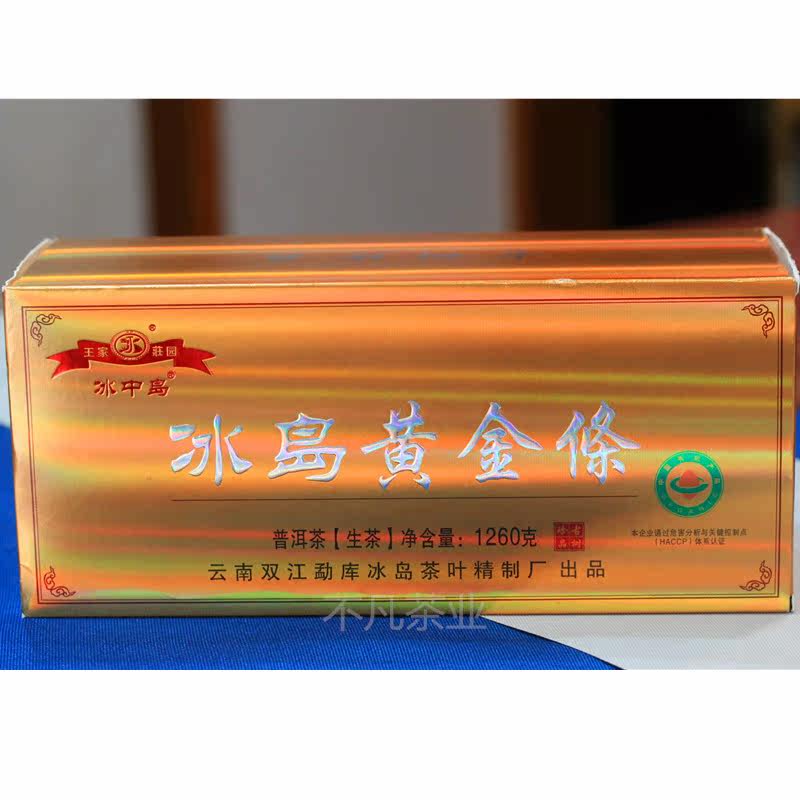 王家 冰 莊园®
冰中岛®
冰岛黄金條
普洱茶【生茶】净含量：1260克
本企业通过危害分析与关键控制点
(HACCP)体系认证
云南双江勐库冰岛茶叶精制厂 出品
不凡茶业